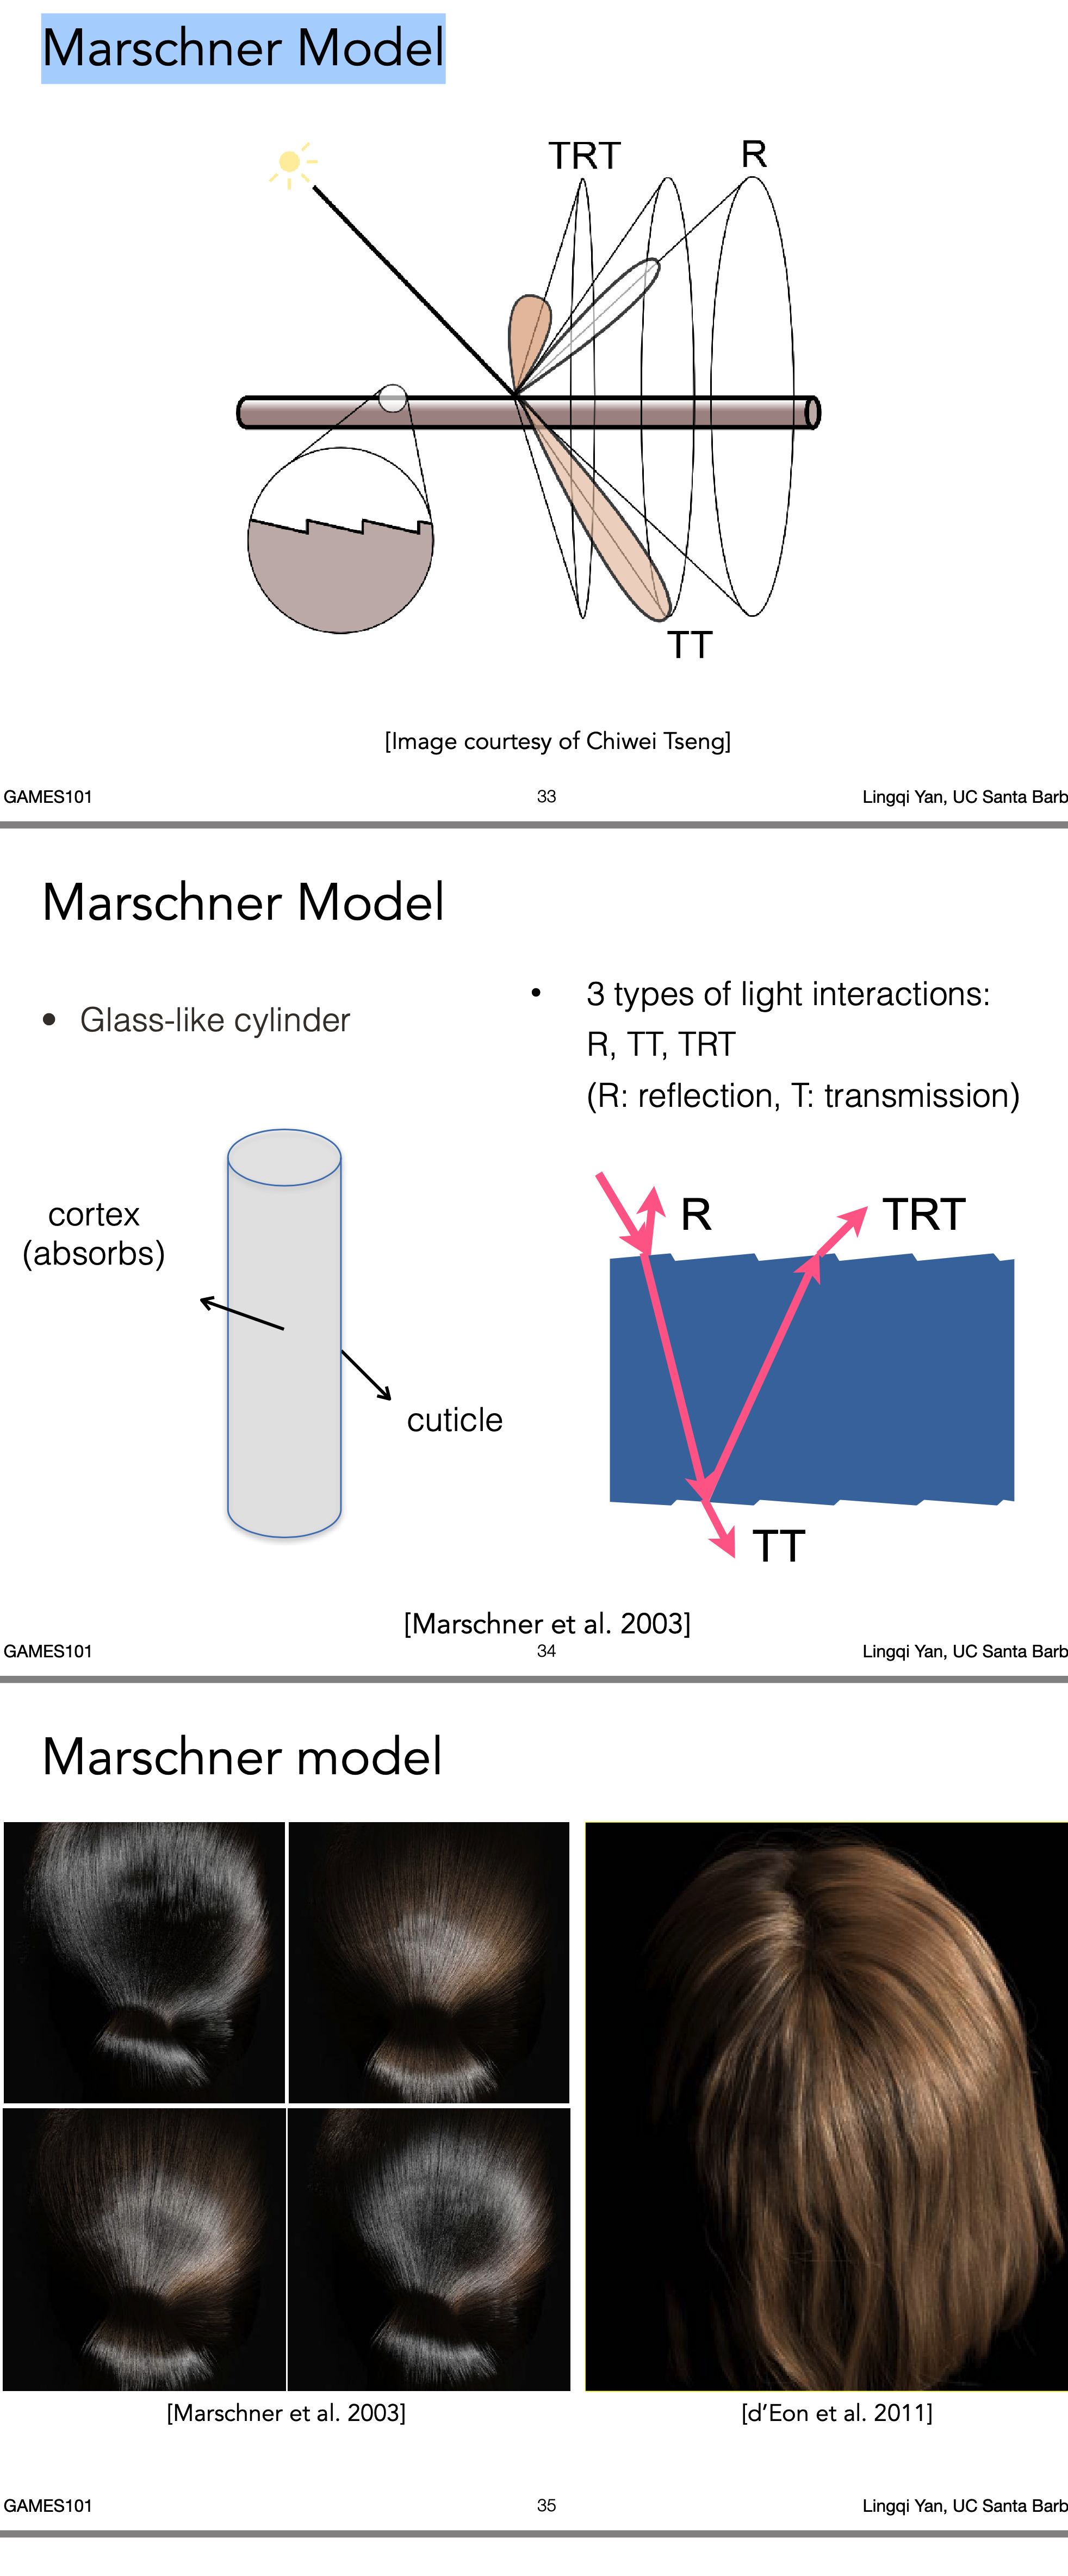 Marschner Model
TRT
R
TT
[Image courtesy of Chiwei Tseng]
GAMES101
33
Lingqi Yan, UC Santa Barb
Marschner Model
• Glass-like cylinder
• 3 types of light interactions:
R, TT, TRT
(R: reflection, T: transmission)
cortex
(absorbs)
cuticle
R
TRT
TT
[Marschner et al. 2003]
GAMES101
34
Lingqi Yan, UC Santa Barb
Marschner model
[Marschner et al. 2003]
[d’Eon et al. 2011]
GAMES101
35
Lingqi Yan, UC Santa Barb